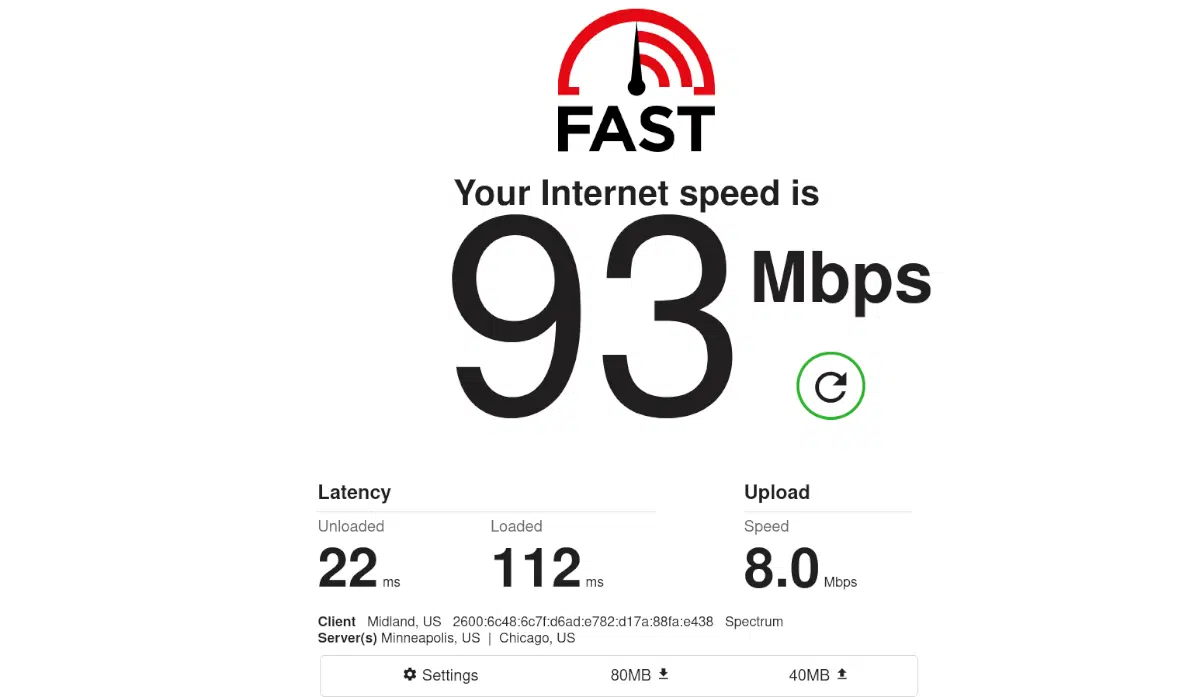 FAST
Your Internet speed is
93 Mbps
Latency
Upload
Unloaded
Loaded
Speed
22 ms
112 ms
8.0 Mbps
Client Midland, US 2600:6c48:6c7f:d6ad:e782:d17a:88fa:e438 Spectrum
Server(s) Minneapolis, US | Chicago, US
Settings
80MB
40MB